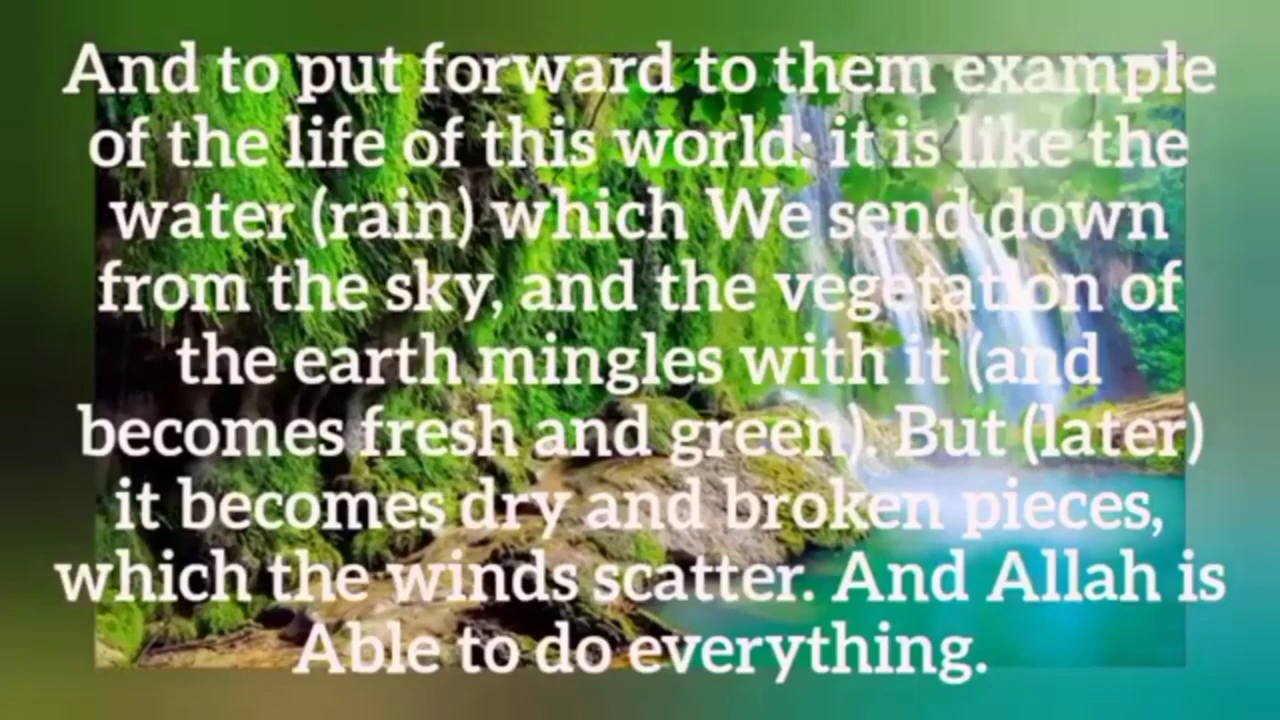 And to put forward to them example
of the life of this world: it is like the
water (rain) which We send down
from the sky, and the vegetation of
the earth mingles with it (and
becomes fresh and green). But (later)
it becomes dry and broken pieces,
which the winds scatter. And Allah is
Able to do everything.